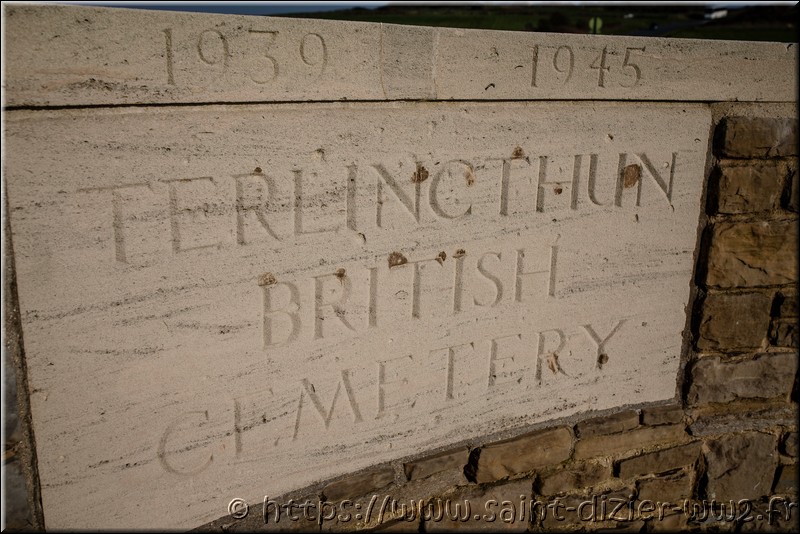 1939 1945
TERLINCTHUN
BRITISH
CEMETERY
© https://www.saint-dizier-ww2.fr